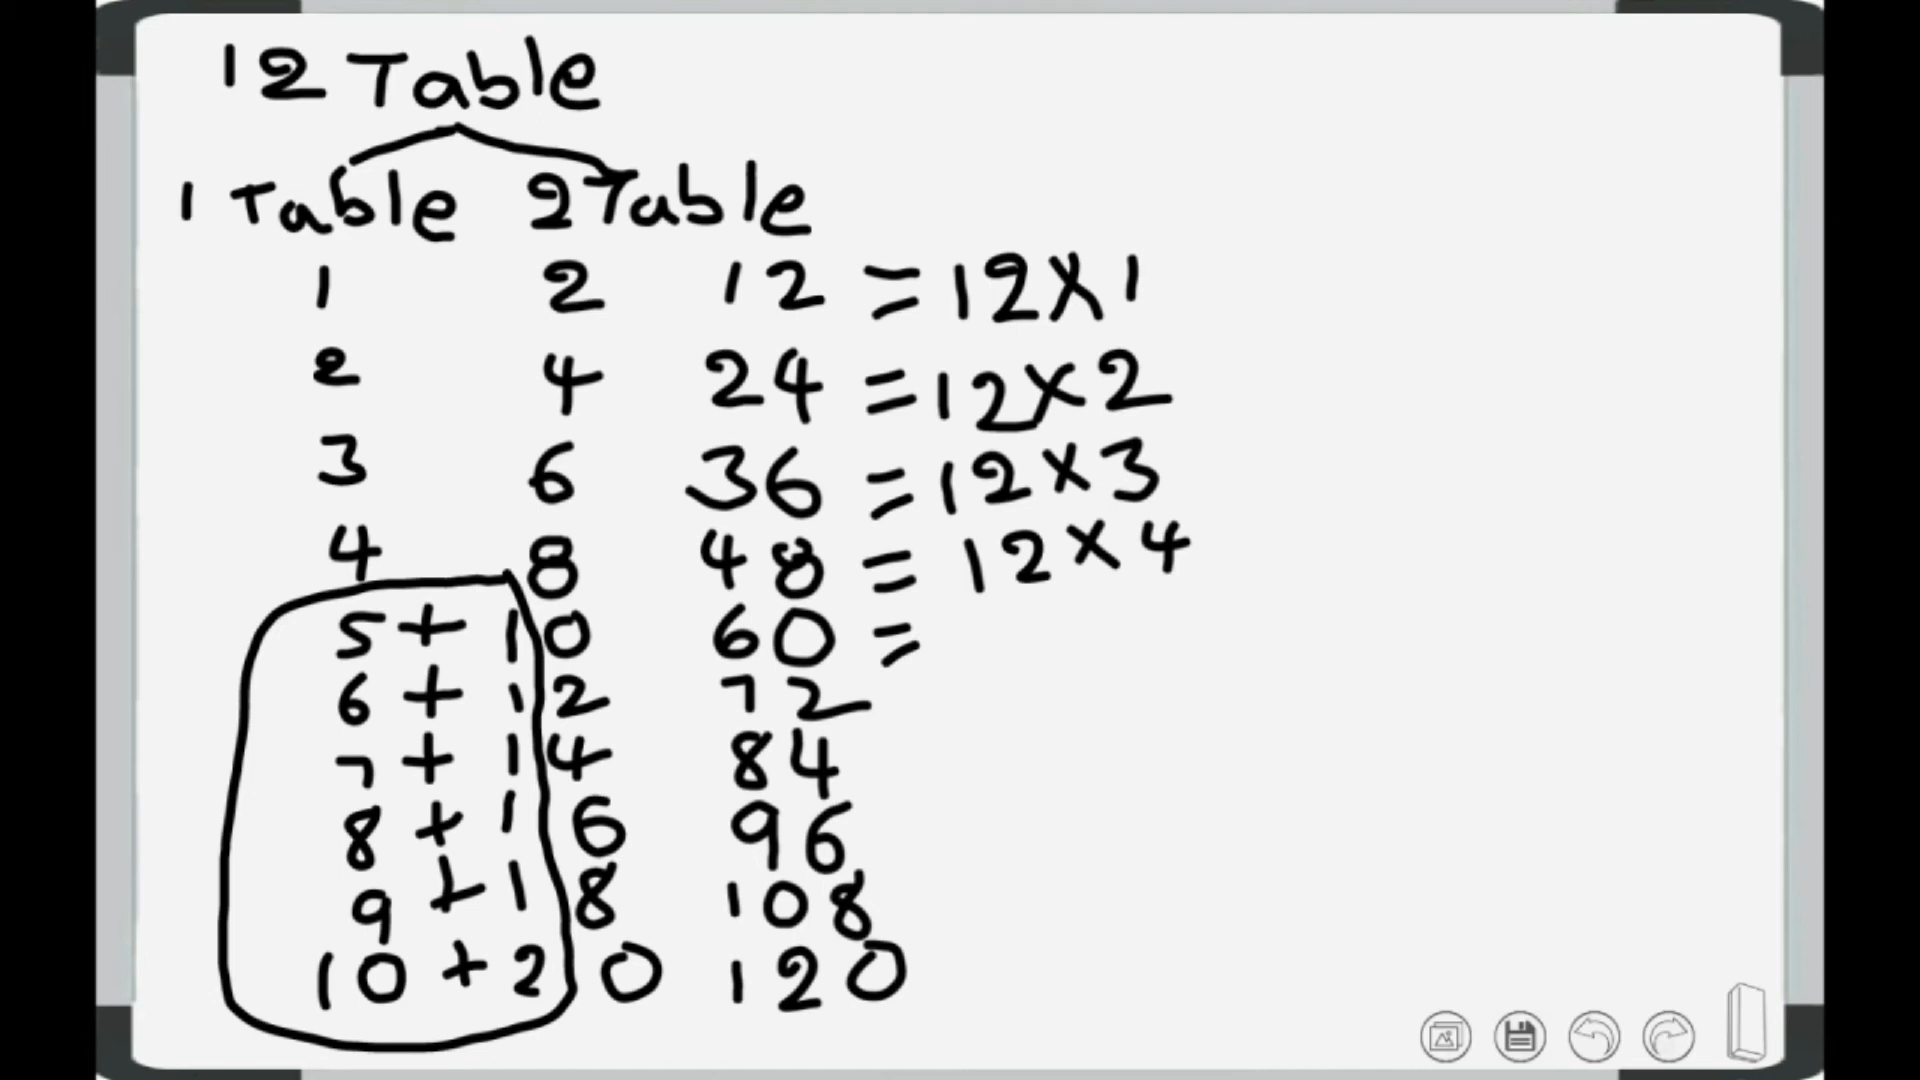 12 Table
1 Table 2 Table
1 2 12 = 12 × 1
2 4 24 = 12 × 2
3 6 36 = 12 × 3
4 8 48 = 12 × 4
5 + 10 60 =
6 + 12 72
7 + 14 84
8 + 16 96
9 + 18 108
10 + 20 120